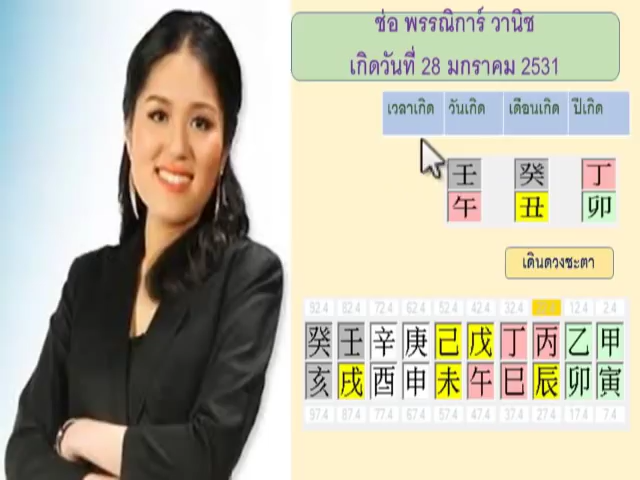 ช่อ พรรณิการ์ วานิช
เกิดวันที่ 28 มกราคม 2531
เวลาเกิด วันเกิด เดือนเกิด ปีเกิด
壬 癸 丁
午 丑 卯
เดินดวงชะตา
92.4 82.4 72.4 62.4 52.4 42.4 32.4 12.4 2.4
癸 壬 辛 庚 己 戊 丁 丙 乙 甲
亥 戌 酉 申 未 午 巳 辰 卯 寅
97.4 87.4 77.4 67.4 57.4 47.4 37.4 27.4 17.4 7.4